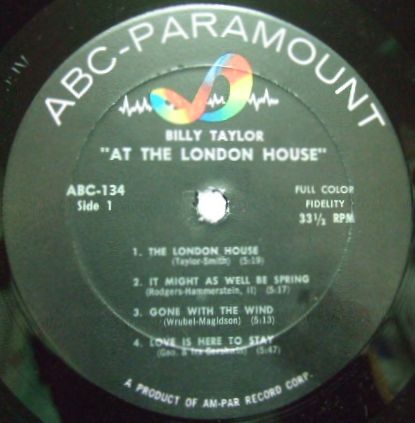 ABC-PARAMOUNT
BILLY TAYLOR
"AT THE LONDON HOUSE"
ABC-134
Side 1
FULL COLOR
FIDELITY
33⅓ RPM
1. THE LONDON HOUSE
(Taylor-Smith) (5:19)
2. IT MIGHT AS WELL BE SPRING
(Rodgers-Hammerstein, II) (5:17)
3. GONE WITH THE WIND
(Wrubel-Magidson) (5:13)
4. LOVE IS HERE TO STAY
(Geo. & Ira Gershwin) (5:47)
A PRODUCT OF AM-PAR RECORD CORP.